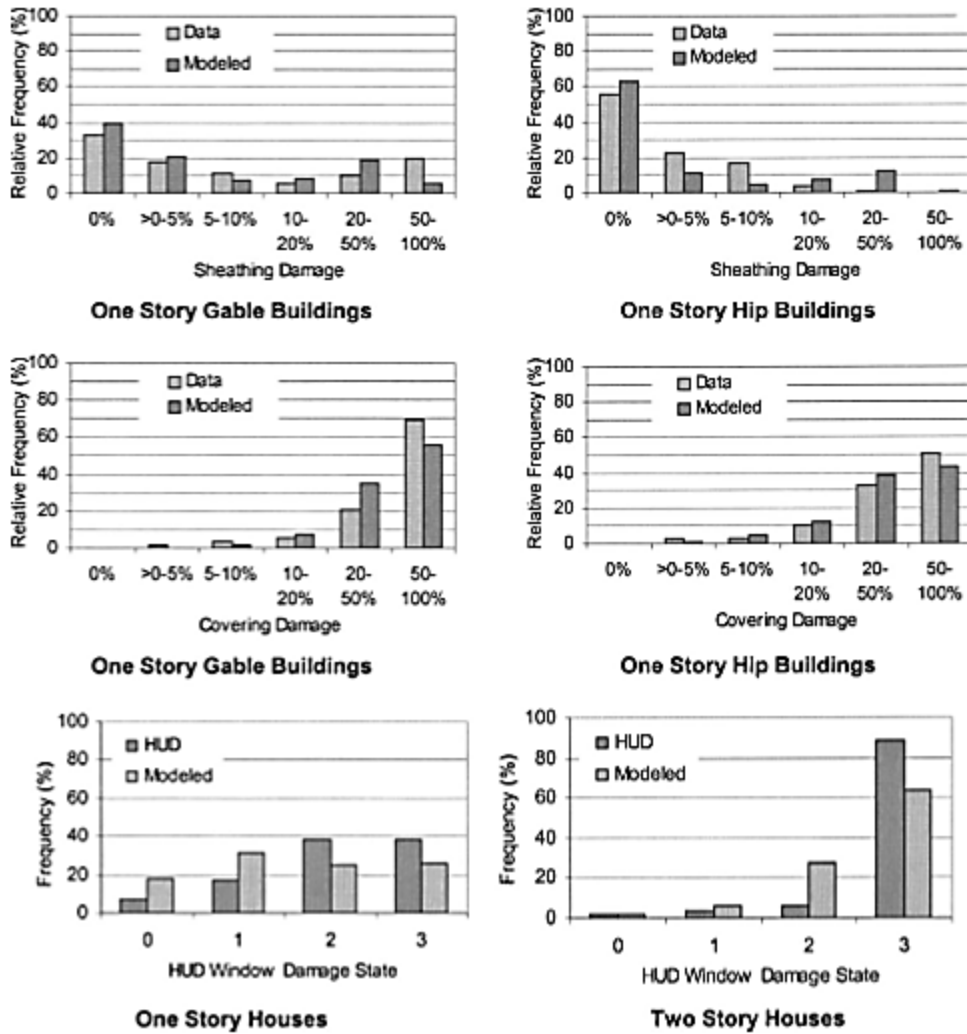 100
80
60
40
20
0
Relative Frequency (%)
Data
Modeled
0% >0-5% 5-10% 10- 20- 50-
20% 50% 100%
Sheathing Damage
One Story Gable Buildings
100
80
60
40
20
0
Relative Frequency (%)
Data
Modeled
0% >0-5% 5-10% 10- 20- 50-
20% 50% 100%
Sheathing Damage
One Story Hip Buildings
100
80
60
40
20
0
Relative Frequency (%)
Data
Modeled
0% >0-5% 5-10% 10- 20- 50-
20% 50% 100%
Covering Damage
One Story Gable Buildings
100
80
60
40
20
0
Relative Frequency (%)
Data
Modeled
0% >0-5% 5-10% 10- 20- 50-
20% 50% 100%
Covering Damage
One Story Hip Buildings
100
80
60
40
20
0
Frequency (%)
HUD
Modeled
0 1 2 3
HUD Window Damage State
One Story Houses
100
80
60
40
20
0
Frequency (%)
HUD
Modeled
0 1 2 3
HUD Window Damage State
Two Story Houses